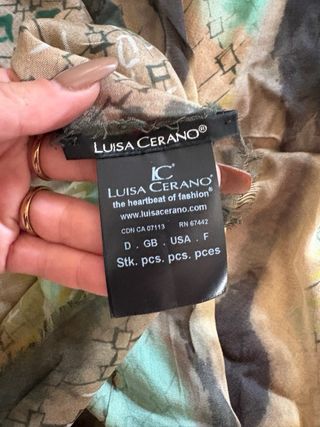 LUISA CERANO®
LC®
LUISA CERANO®
the heartbeat of fashion®
www.luisacerano.com
CDN CA 07113 RN 67442
D . GB . USA . F
Stk. pcs. pcs. pces